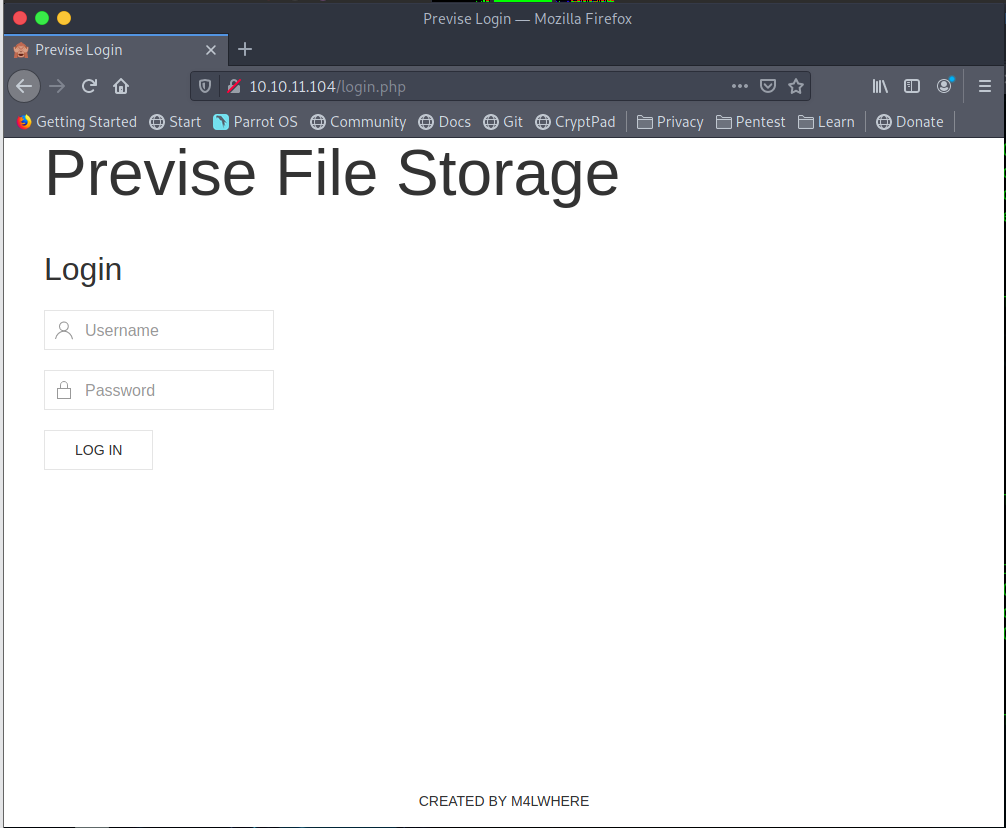 Previse Login — Mozilla Firefox
Previse Login
10.10.11.104/login.php
Getting Started Start Parrot OS Community Docs Git CryptPad Privacy Pentest Learn Donate
Previse File Storage
Login
Username
Password
LOG IN
CREATED BY M4LWHERE